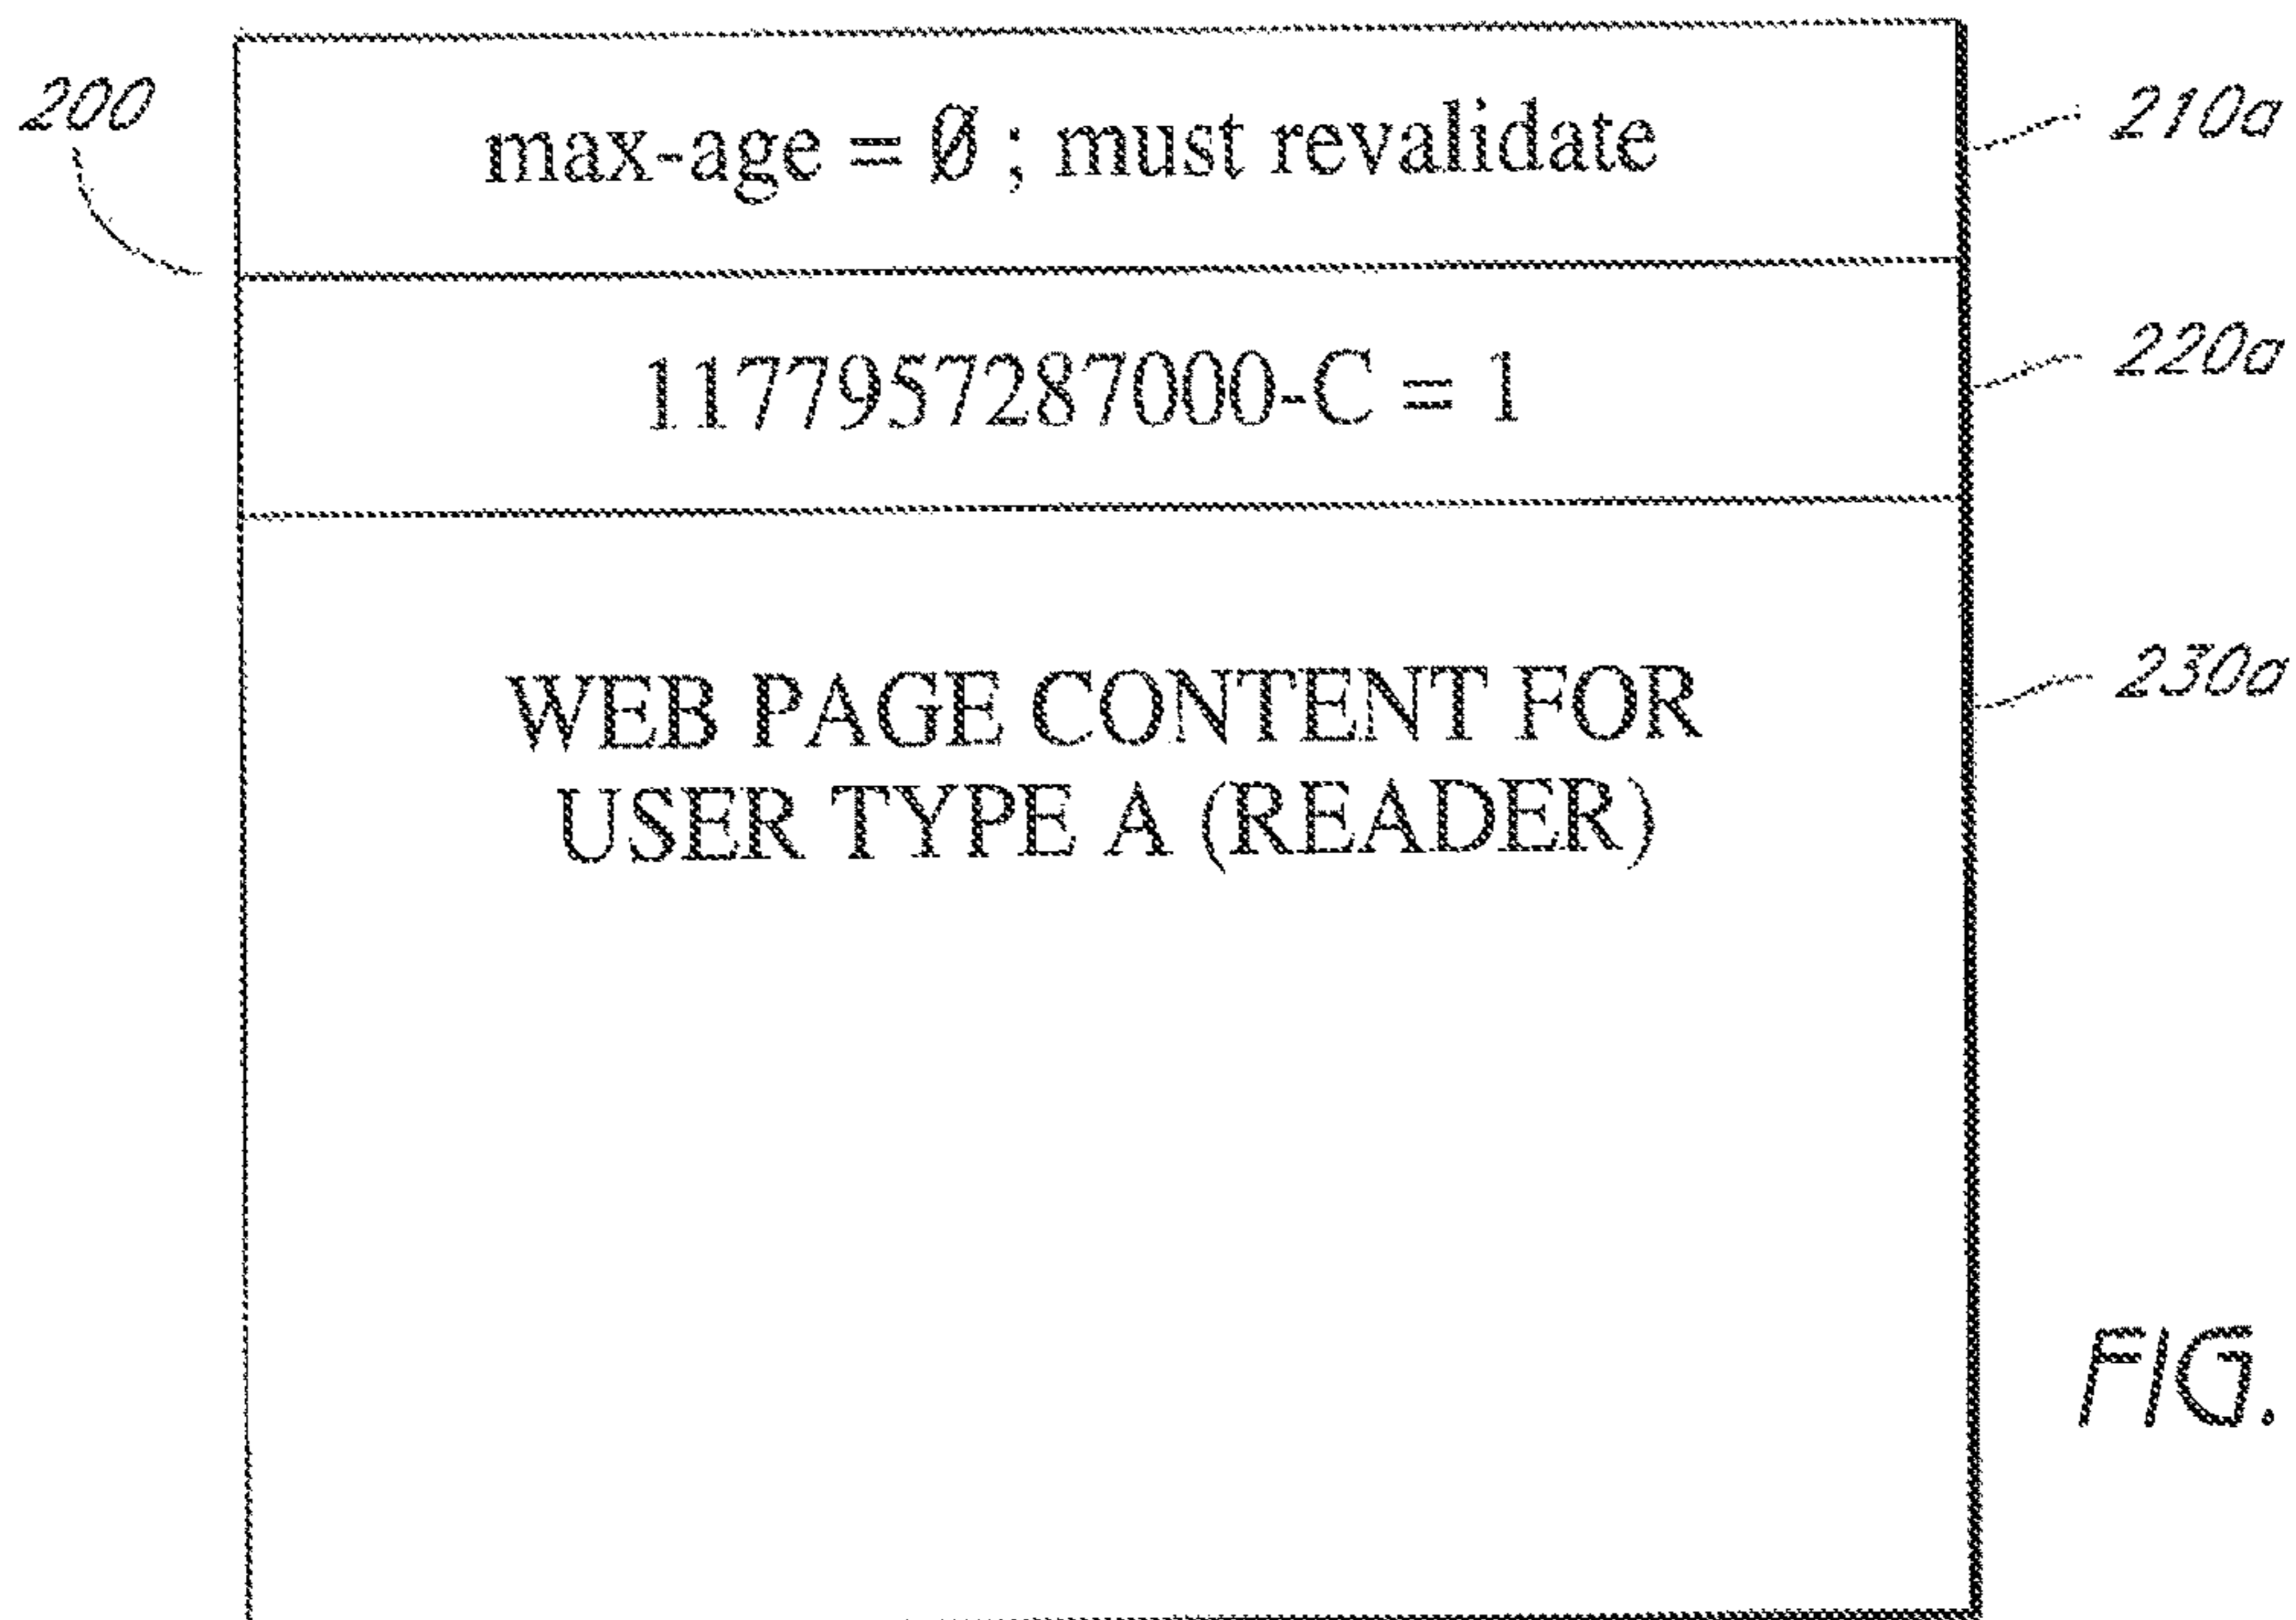 200
max-age = Ø ; must revalidate
210a
1177957287000-C = 1
220a
WEB PAGE CONTENT FOR
USER TYPE A (READER)
230a
FIG.